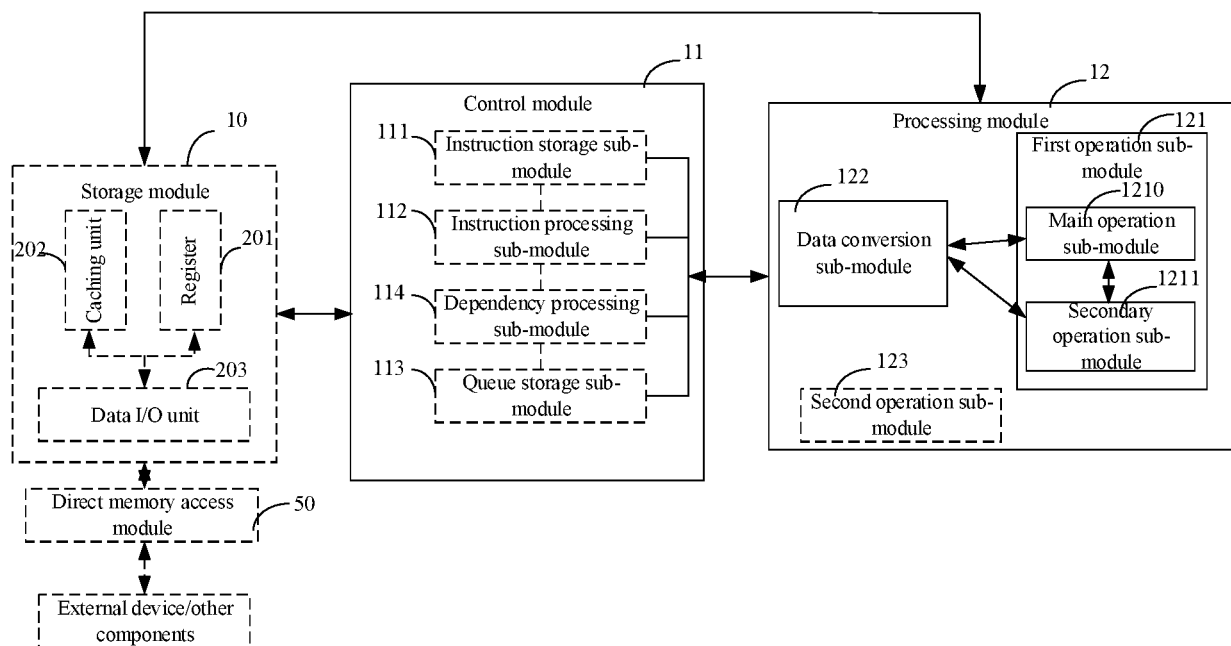 10
Storage module
202
Caching unit
Register
201
203
Data I/O unit
Direct memory access
module
50
External device/other
components
11
Control module
111
Instruction storage sub-
module
112
Instruction processing
sub-module
114
Dependency processing
sub-module
113
Queue storage sub-
module
12
Processing module
121
First operation sub-
module
122
Data conversion
sub-module
1210
Main operation
sub-module
1211
Secondary
operation sub-
module
123
Second operation sub-
module